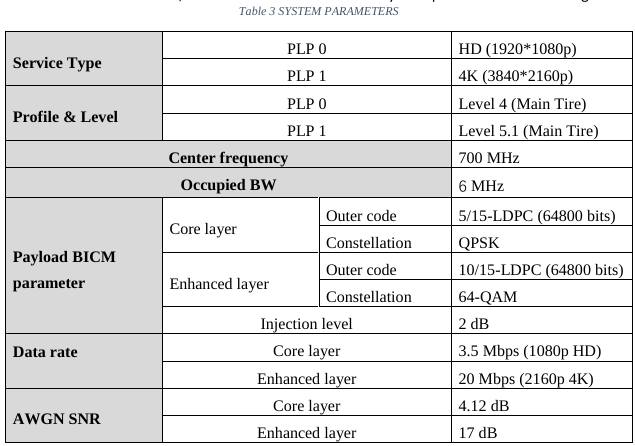 Table 3 SYSTEM PARAMETERS
Service Type
PLP 0
HD (1920*1080p)
PLP 1
4K (3840*2160p)
Profile & Level
PLP 0
Level 4 (Main Tire)
PLP 1
Level 5.1 (Main Tire)
Center frequency
700 MHz
Occupied BW
6 MHz
Payload BICM
parameter
Core layer
Outer code
5/15-LDPC (64800 bits)
Constellation
QPSK
Enhanced layer
Outer code
10/15-LDPC (64800 bits)
Constellation
64-QAM
Injection level
2 dB
Data rate
Core layer
3.5 Mbps (1080p HD)
Enhanced layer
20 Mbps (2160p 4K)
AWGN SNR
Core layer
4.12 dB
Enhanced layer
17 dB